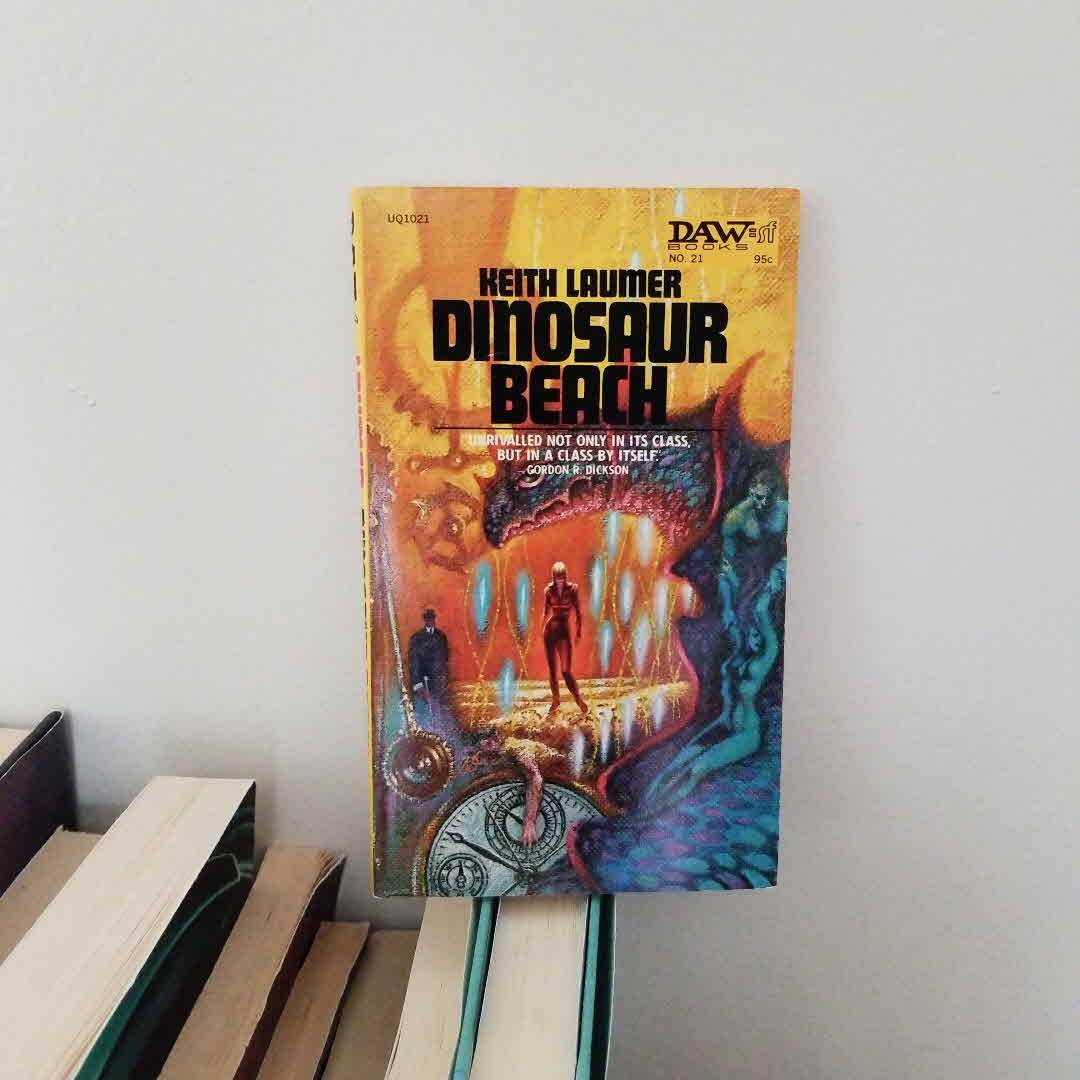 UQ1021
DAW=sf
BOOKS
NO. 21 95c
KEITH LAUMER
DINOSAUR
BEACH
"UNRIVALLED NOT ONLY IN ITS CLASS,
BUT IN A CLASS BY ITSELF."
—GORDON R. DICKSON